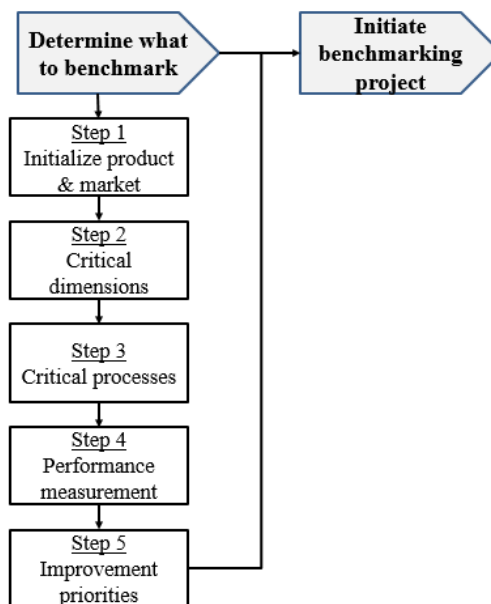 Determine what
to benchmark
Initiate
benchmarking
project
Step 1
Initialize product
& market
Step 2
Critical
dimensions
Step 3
Critical processes
Step 4
Performance
measurement
Step 5
Improvement
priorities